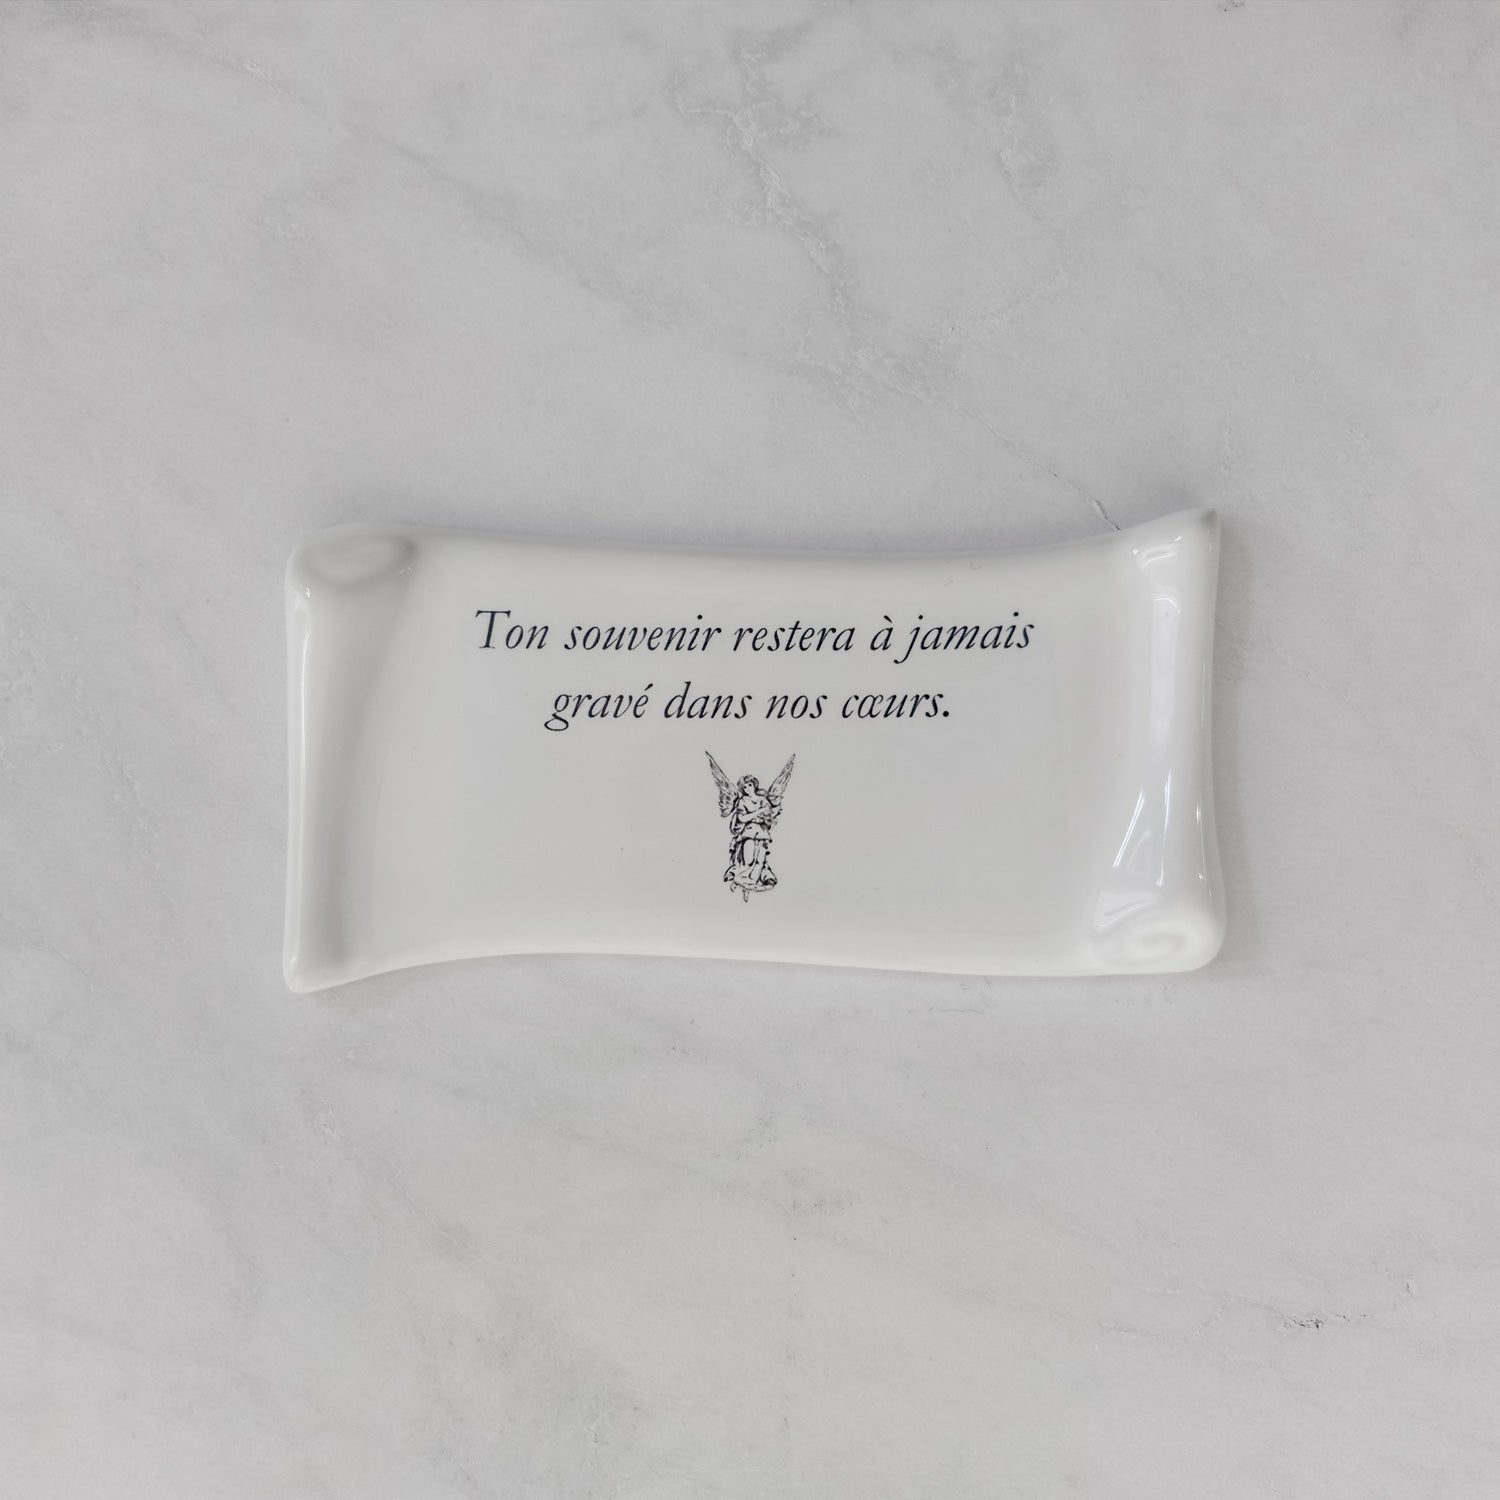 Ton souvenir restera à jamais
gravé dans nos cœurs.